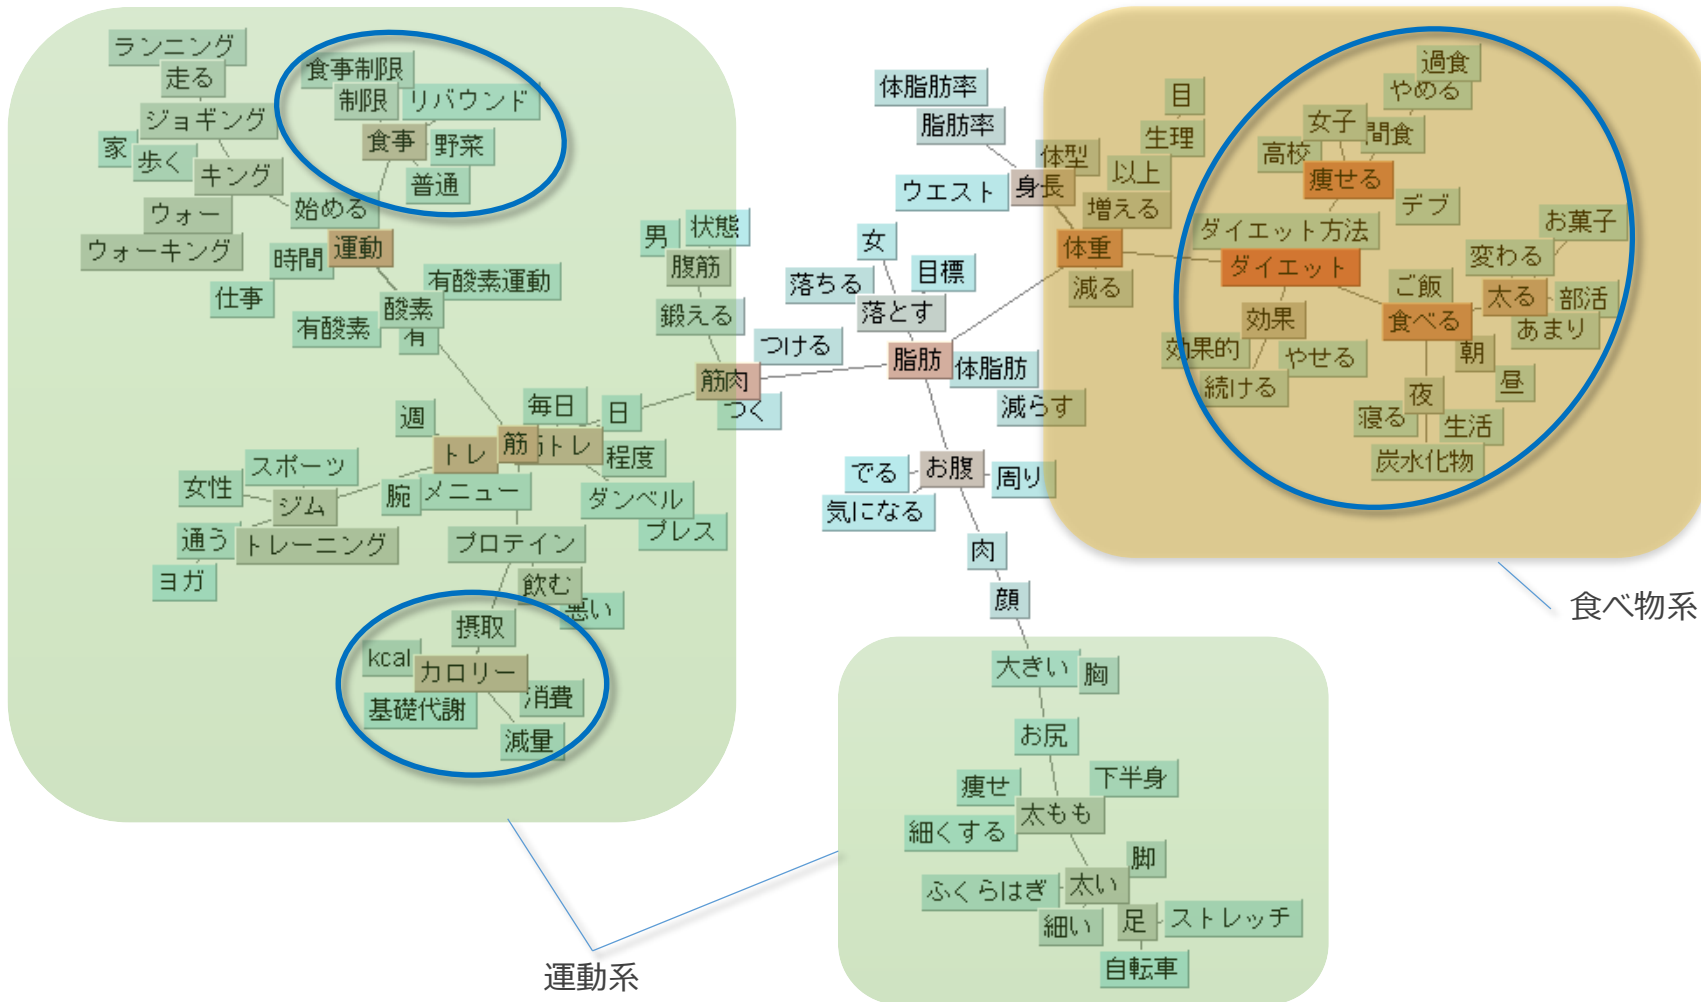 ランニング
走る
ジョギング
家
歩く
キング
ウォー
ウォーキング
始める
運動
時間
仕事
食事制限
制限
リバウンド
食事
野菜
普通
有酸素運動
酸素
有酸素
有
男
状態
腹筋
鍛える
つける
筋肉
つく
毎日
日
週
トレ
筋
筋トレ
程度
スポーツ
女性
ジム
腕
メニュー
ダンベル
プレス
通う
トレーニング
ヨガ
プロテイン
飲む
悪い
摂取
kcal
カロリー
消費
基礎代謝
減量
体脂肪率
脂肪率
ウエスト
身長
体型
目
生理
以上
増える
体重
減る
女
目標
落ちる
落とす
脂肪
体脂肪
減らす
でる
お腹
周り
気になる
肉
顔
過食
やめる
女子
間食
高校
痩せる
デブ
ダイエット方法
ダイエット
お菓子
変わる
ご飯
太る
部活
食べる
あまり
効果
効果的
やせる
続ける
朝
昼
夜
寝る
生活
炭水化物
食べ物系
大きい
胸
お尻
下半身
痩せ
太もも
細くする
脚
ふくらはぎ
太い
細い
足
ストレッチ
自転車
運動系